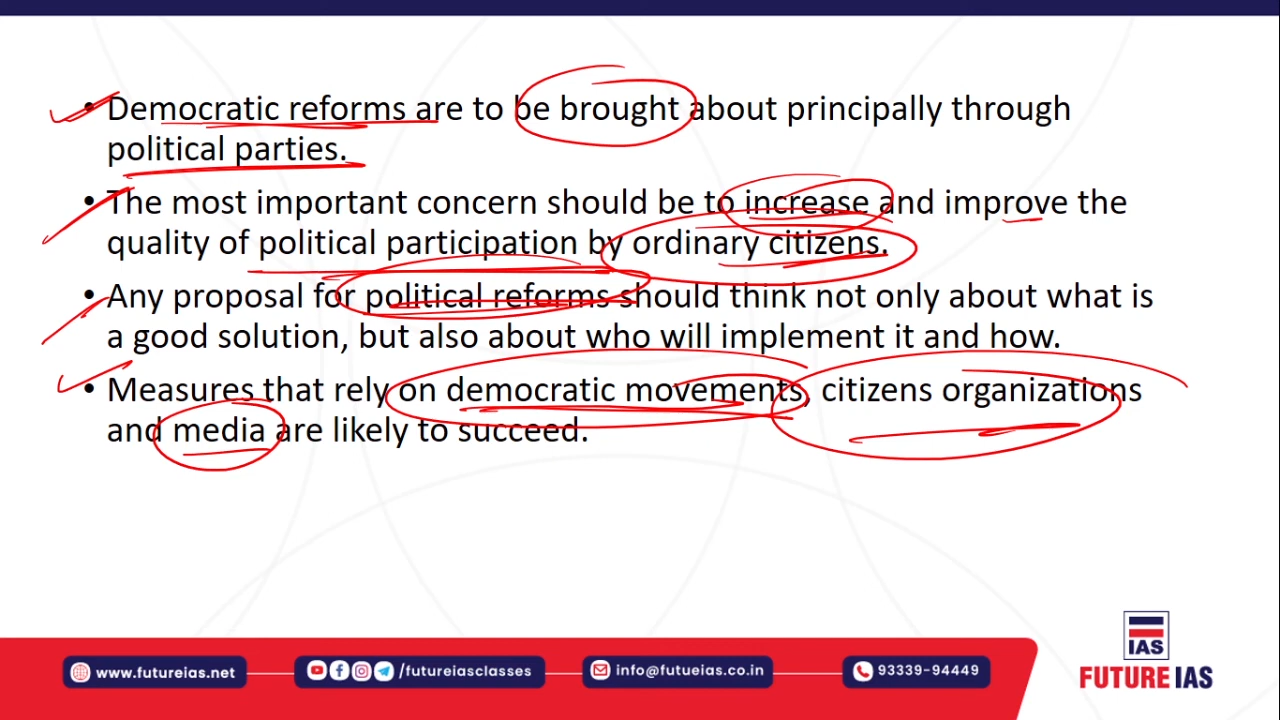 • Democratic reforms are to be brought about principally through
political parties.
• The most important concern should be to increase and improve the
quality of political participation by ordinary citizens.
• Any proposal for political reforms should think not only about what is
a good solution, but also about who will implement it and how.
• Measures that rely on democratic movements, citizens organizations
and media are likely to succeed.
www.futureias.net
/futureiasclasses
info@futueias.co.in
93339-94449
IAS
FUTURE IAS